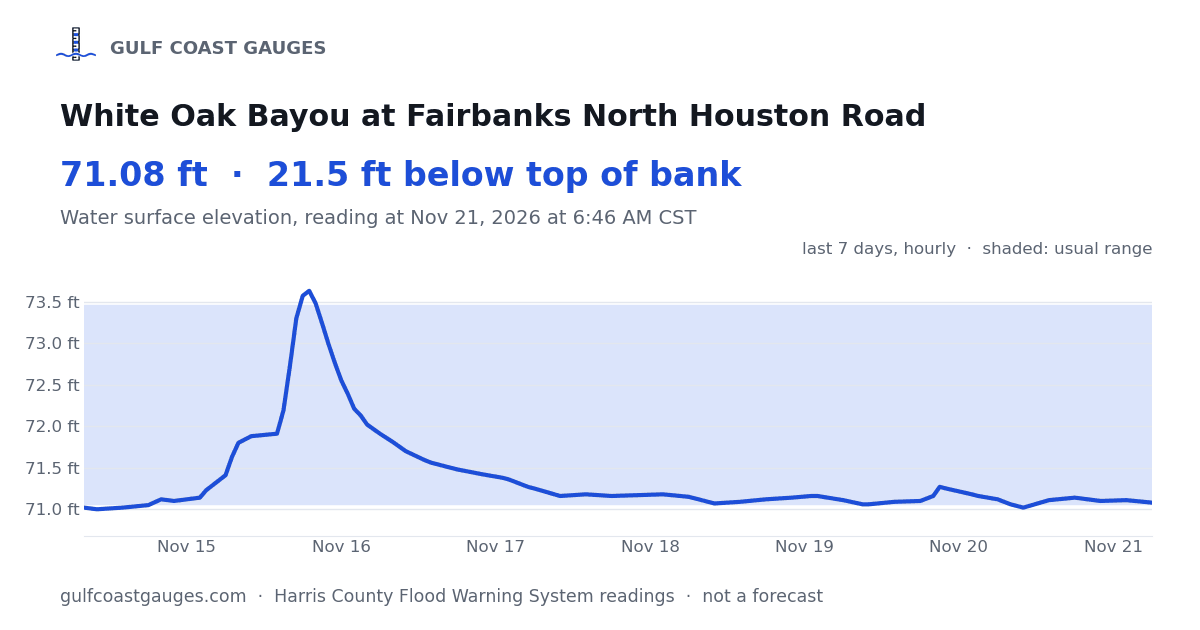 GULF COAST GAUGES
White Oak Bayou at Fairbanks North Houston Road
71.08 ft · 21.5 ft below top of bank
Water surface elevation, reading at Nov 21, 2026 at 6:46 AM CST
last 7 days, hourly · shaded: usual range
73.5 ft
73.0 ft
72.5 ft
72.0 ft
71.5 ft
71.0 ft
Nov 15 Nov 16 Nov 17 Nov 18 Nov 19 Nov 20 Nov 21
gulfcoastgauges.com · Harris County Flood Warning System readings · not a forecast